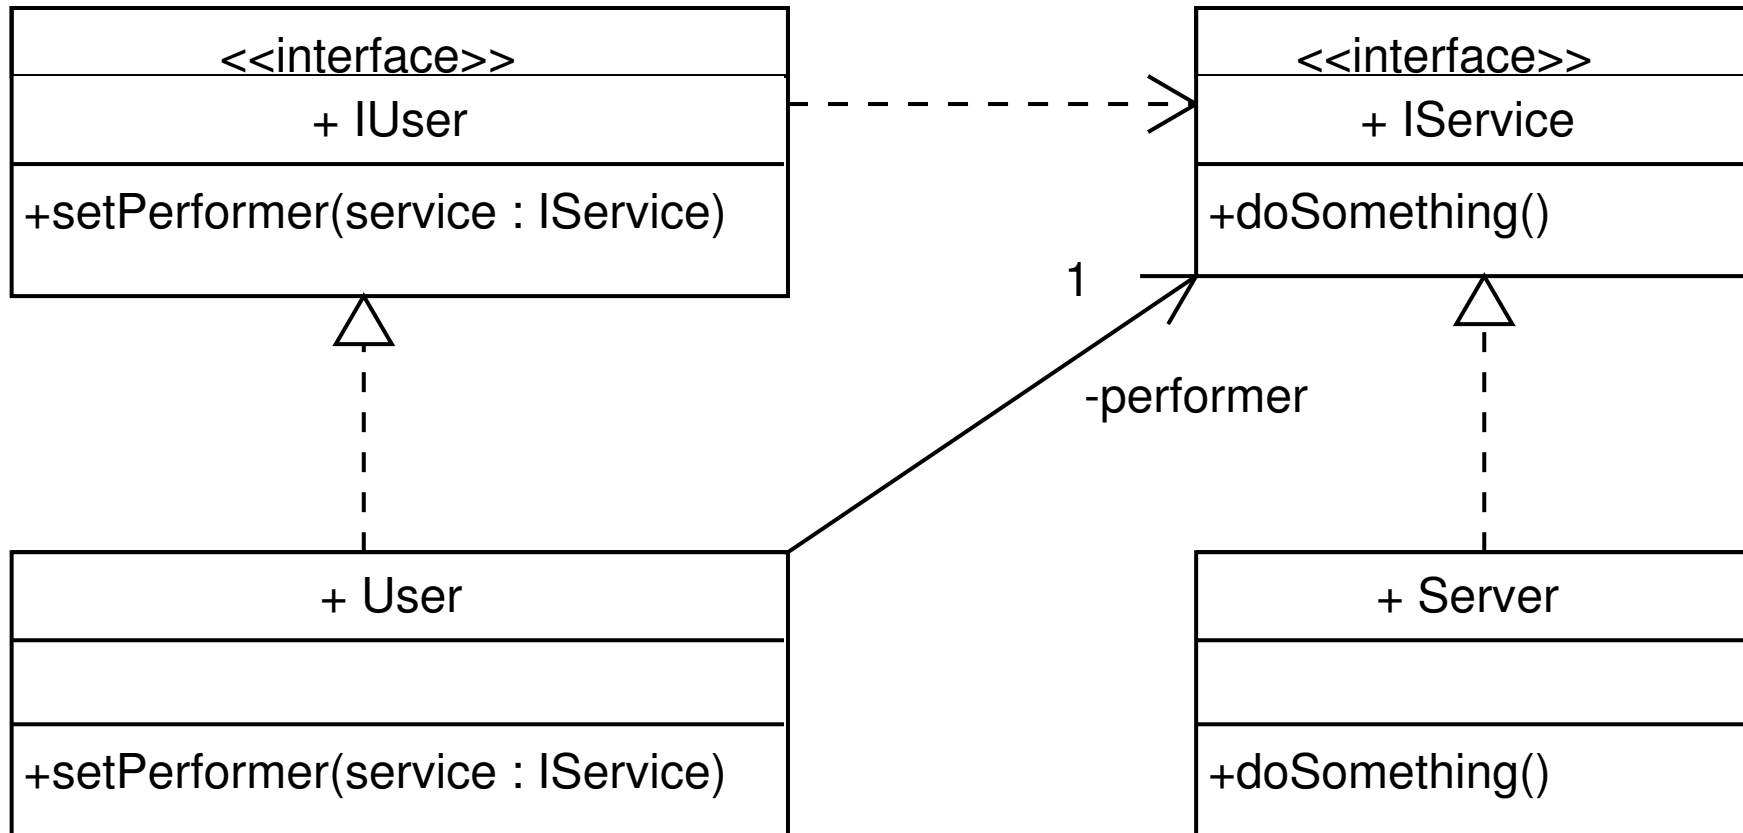 <<interface>>
+ IUser
+setPerformer(service : IService)
<<interface>>
+ IService
+doSomething()
1
-performer
+ User
+setPerformer(service : IService)
+ Server
+doSomething()